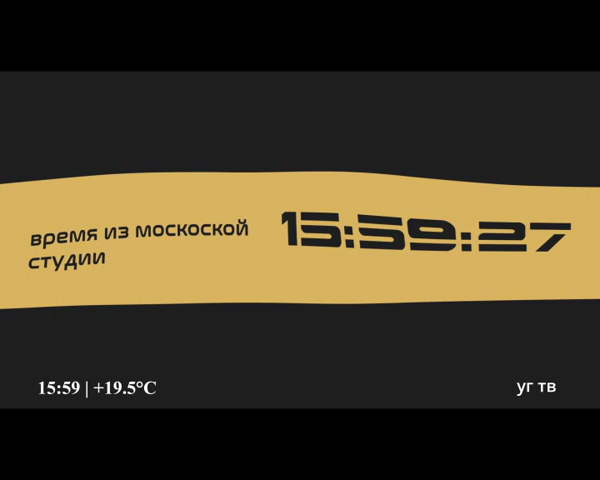 время из москоской
студии
15:59:27
15:59 | +19.5°C
уг тв